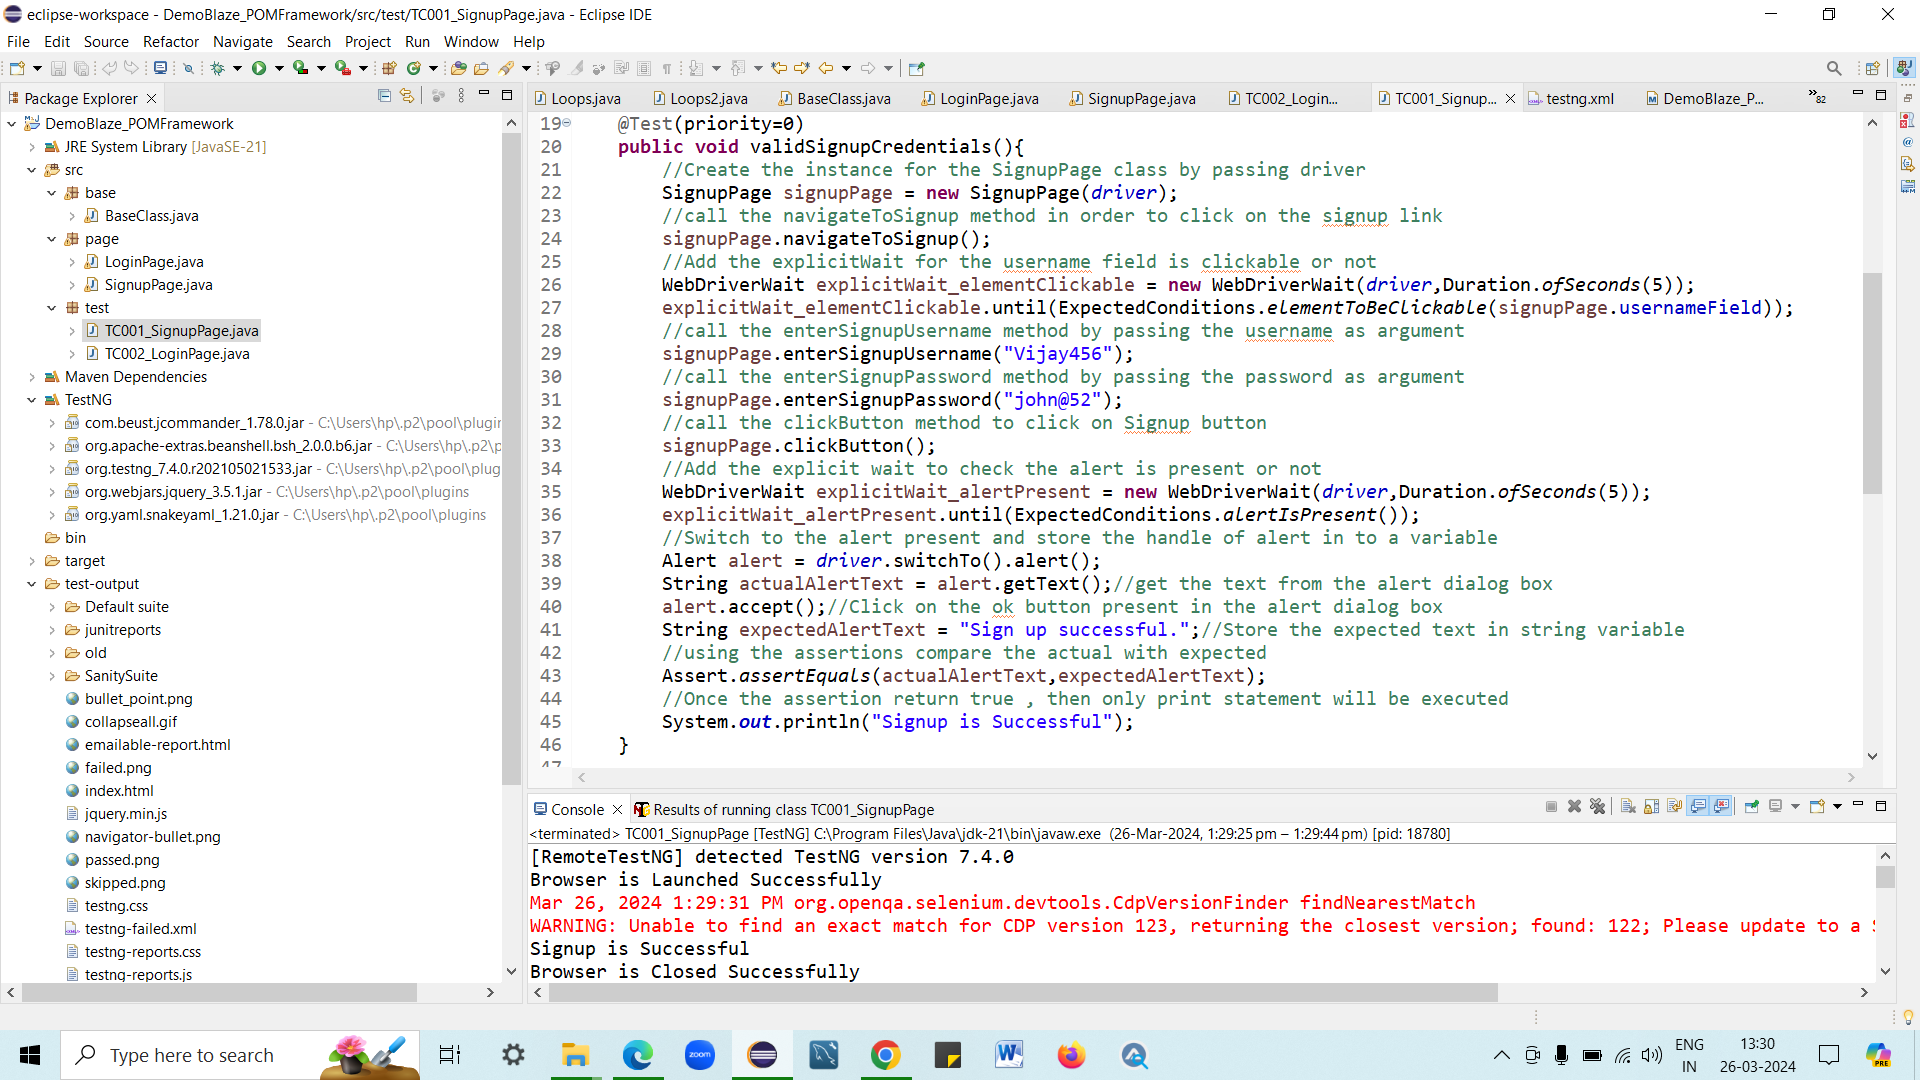 eclipse-workspace - DemoBlaze_POMFramework/src/test/TC001_SignupPage.java - Eclipse IDE
File Edit Source Refactor Navigate Search Project Run Window Help
Package Explorer
DemoBlaze_POMFramework
JRE System Library [JavaSE-21]
src
base
BaseClass.java
page
LoginPage.java
SignupPage.java
test
TC001_SignupPage.java
TC002_LoginPage.java
Maven Dependencies
TestNG
com.beust.jcommander_1.78.0.jar - C:\Users\hp\.p2\pool\plugin
org.apache-extras.beanshell.bsh_2.0.0.b6.jar - C:\Users\hp\.p2\p
org.testng_7.4.0.r202105021533.jar - C:\Users\hp\.p2\pool\plug
org.webjars.jquery_3.5.1.jar - C:\Users\hp\.p2\pool\plugins
org.yaml.snakeyaml_1.21.0.jar - C:\Users\hp\.p2\pool\plugins
bin
target
test-output
Default suite
junitreports
old
SanitySuite
bullet_point.png
collapseall.gif
emailable-report.html
failed.png
index.html
jquery.min.js
navigator-bullet.png
passed.png
skipped.png
testng.css
testng-failed.xml
testng-reports.css
testng-reports.js
Loops.java Loops2.java BaseClass.java LoginPage.java SignupPage.java TC002_Login... TC001_Signup... testng.xml DemoBlaze_P... »82
19 @Test(priority=0)
20 public void validSignupCredentials(){
21 //Create the instance for the SignupPage class by passing driver
22 SignupPage signupPage = new SignupPage(driver);
23 //call the navigateToSignup method in order to click on the signup link
24 signupPage.navigateToSignup();
25 //Add the explicitWait for the username field is clickable or not
26 WebDriverWait explicitWait_elementClickable = new WebDriverWait(driver,Duration.ofSeconds(5));
27 explicitWait_elementClickable.until(ExpectedConditions.elementToBeClickable(signupPage.usernameField));
28 //call the enterSignupUsername method by passing the username as argument
29 signupPage.enterSignupUsername("Vijay456");
30 //call the enterSignupPassword method by passing the password as argument
31 signupPage.enterSignupPassword("john@52");
32 //call the clickButton method to click on Signup button
33 signupPage.clickButton();
34 //Add the explicit wait to check the alert is present or not
35 WebDriverWait explicitWait_alertPresent = new WebDriverWait(driver,Duration.ofSeconds(5));
36 explicitWait_alertPresent.until(ExpectedConditions.alertIsPresent());
37 //Switch to the alert present and store the handle of alert in to a variable
38 Alert alert = driver.switchTo().alert();
39 String actualAlertText = alert.getText();//get the text from the alert dialog box
40 alert.accept();//Click on the ok button present in the alert dialog box
41 String expectedAlertText = "Sign up successful.";//Store the expected text in string variable
42 //using the assertions compare the actual with expected
43 Assert.assertEquals(actualAlertText,expectedAlertText);
44 //Once the assertion return true , then only print statement will be executed
45 System.out.println("Signup is Successful");
46 }
47
Console Results of running class TC001_SignupPage
<terminated> TC001_SignupPage [TestNG] C:\Program Files\Java\jdk-21\bin\javaw.exe (26-Mar-2024, 1:29:25 pm – 1:29:44 pm) [pid: 18780]
[RemoteTestNG] detected TestNG version 7.4.0
Browser is Launched Successfully
Mar 26, 2024 1:29:31 PM org.openqa.selenium.devtools.CdpVersionFinder findNearestMatch
WARNING: Unable to find an exact match for CDP version 123, returning the closest version; found: 122; Please update to a S
Signup is Successful
Browser is Closed Successfully
Type here to search
zoom
ENG
IN
13:30
26-03-2024
PRE